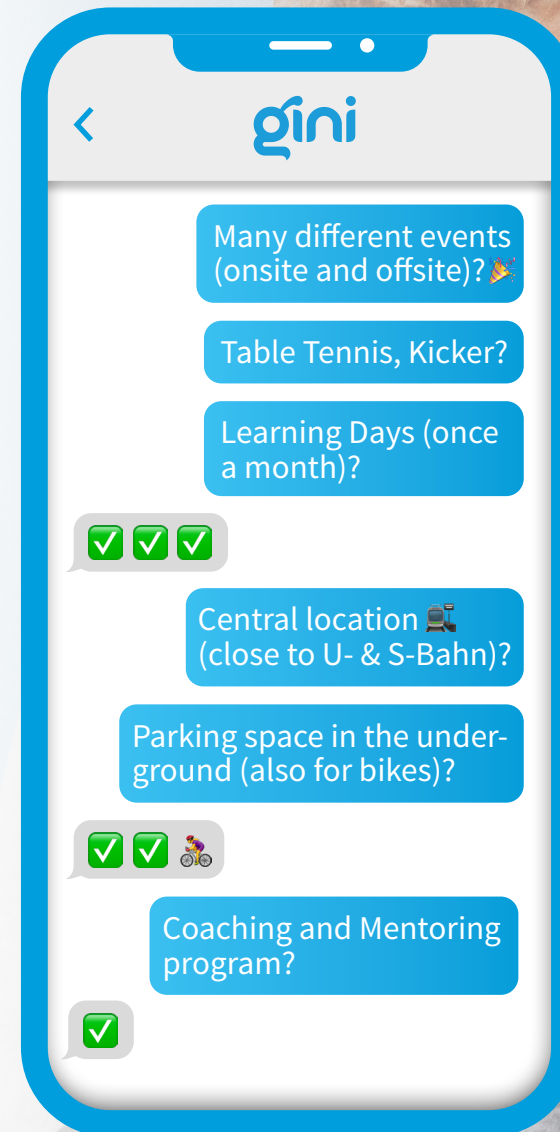 gini
Many different events
(onsite and offsite)?🎉
Table Tennis, Kicker?
Learning Days (once
a month)?
✅ ✅ ✅
Central location 🚉
(close to U- & S-Bahn)?
Parking space in the under-
ground (also for bikes)?
✅ ✅ 🚴‍♀️
Coaching and Mentoring
program?
✅